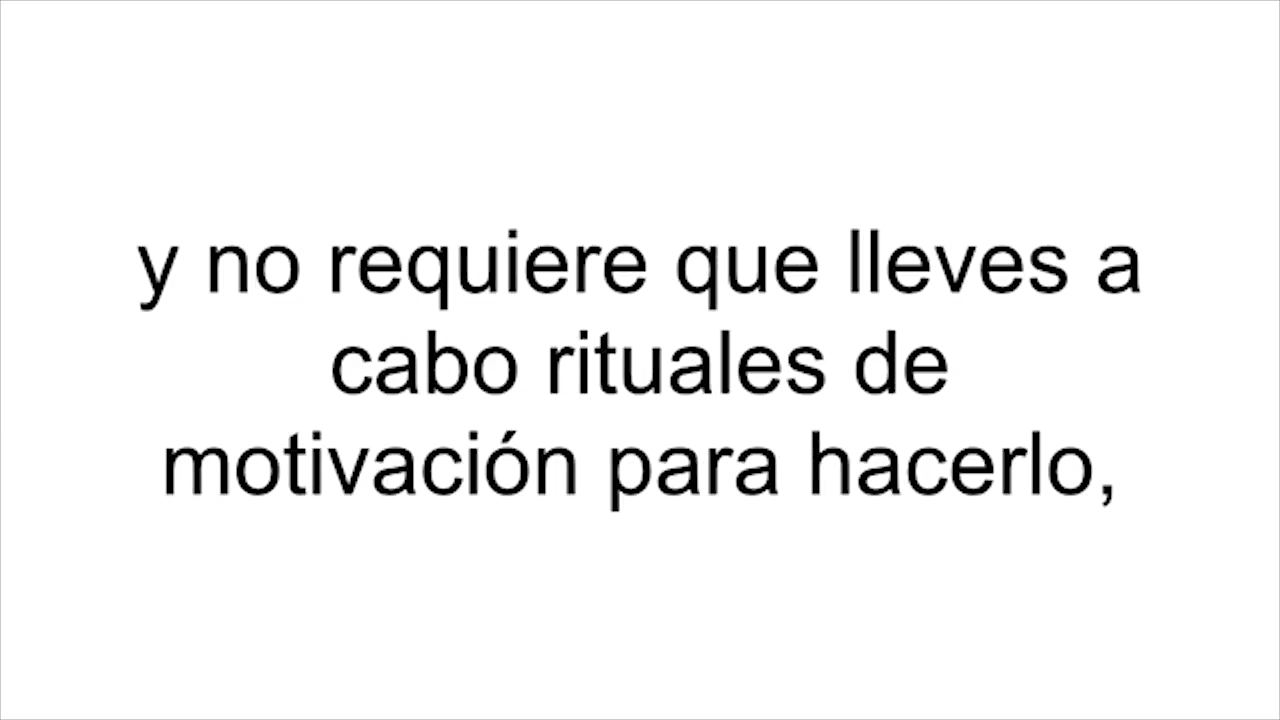 y no requiere que lleves a
cabo rituales de
motivación para hacerlo,